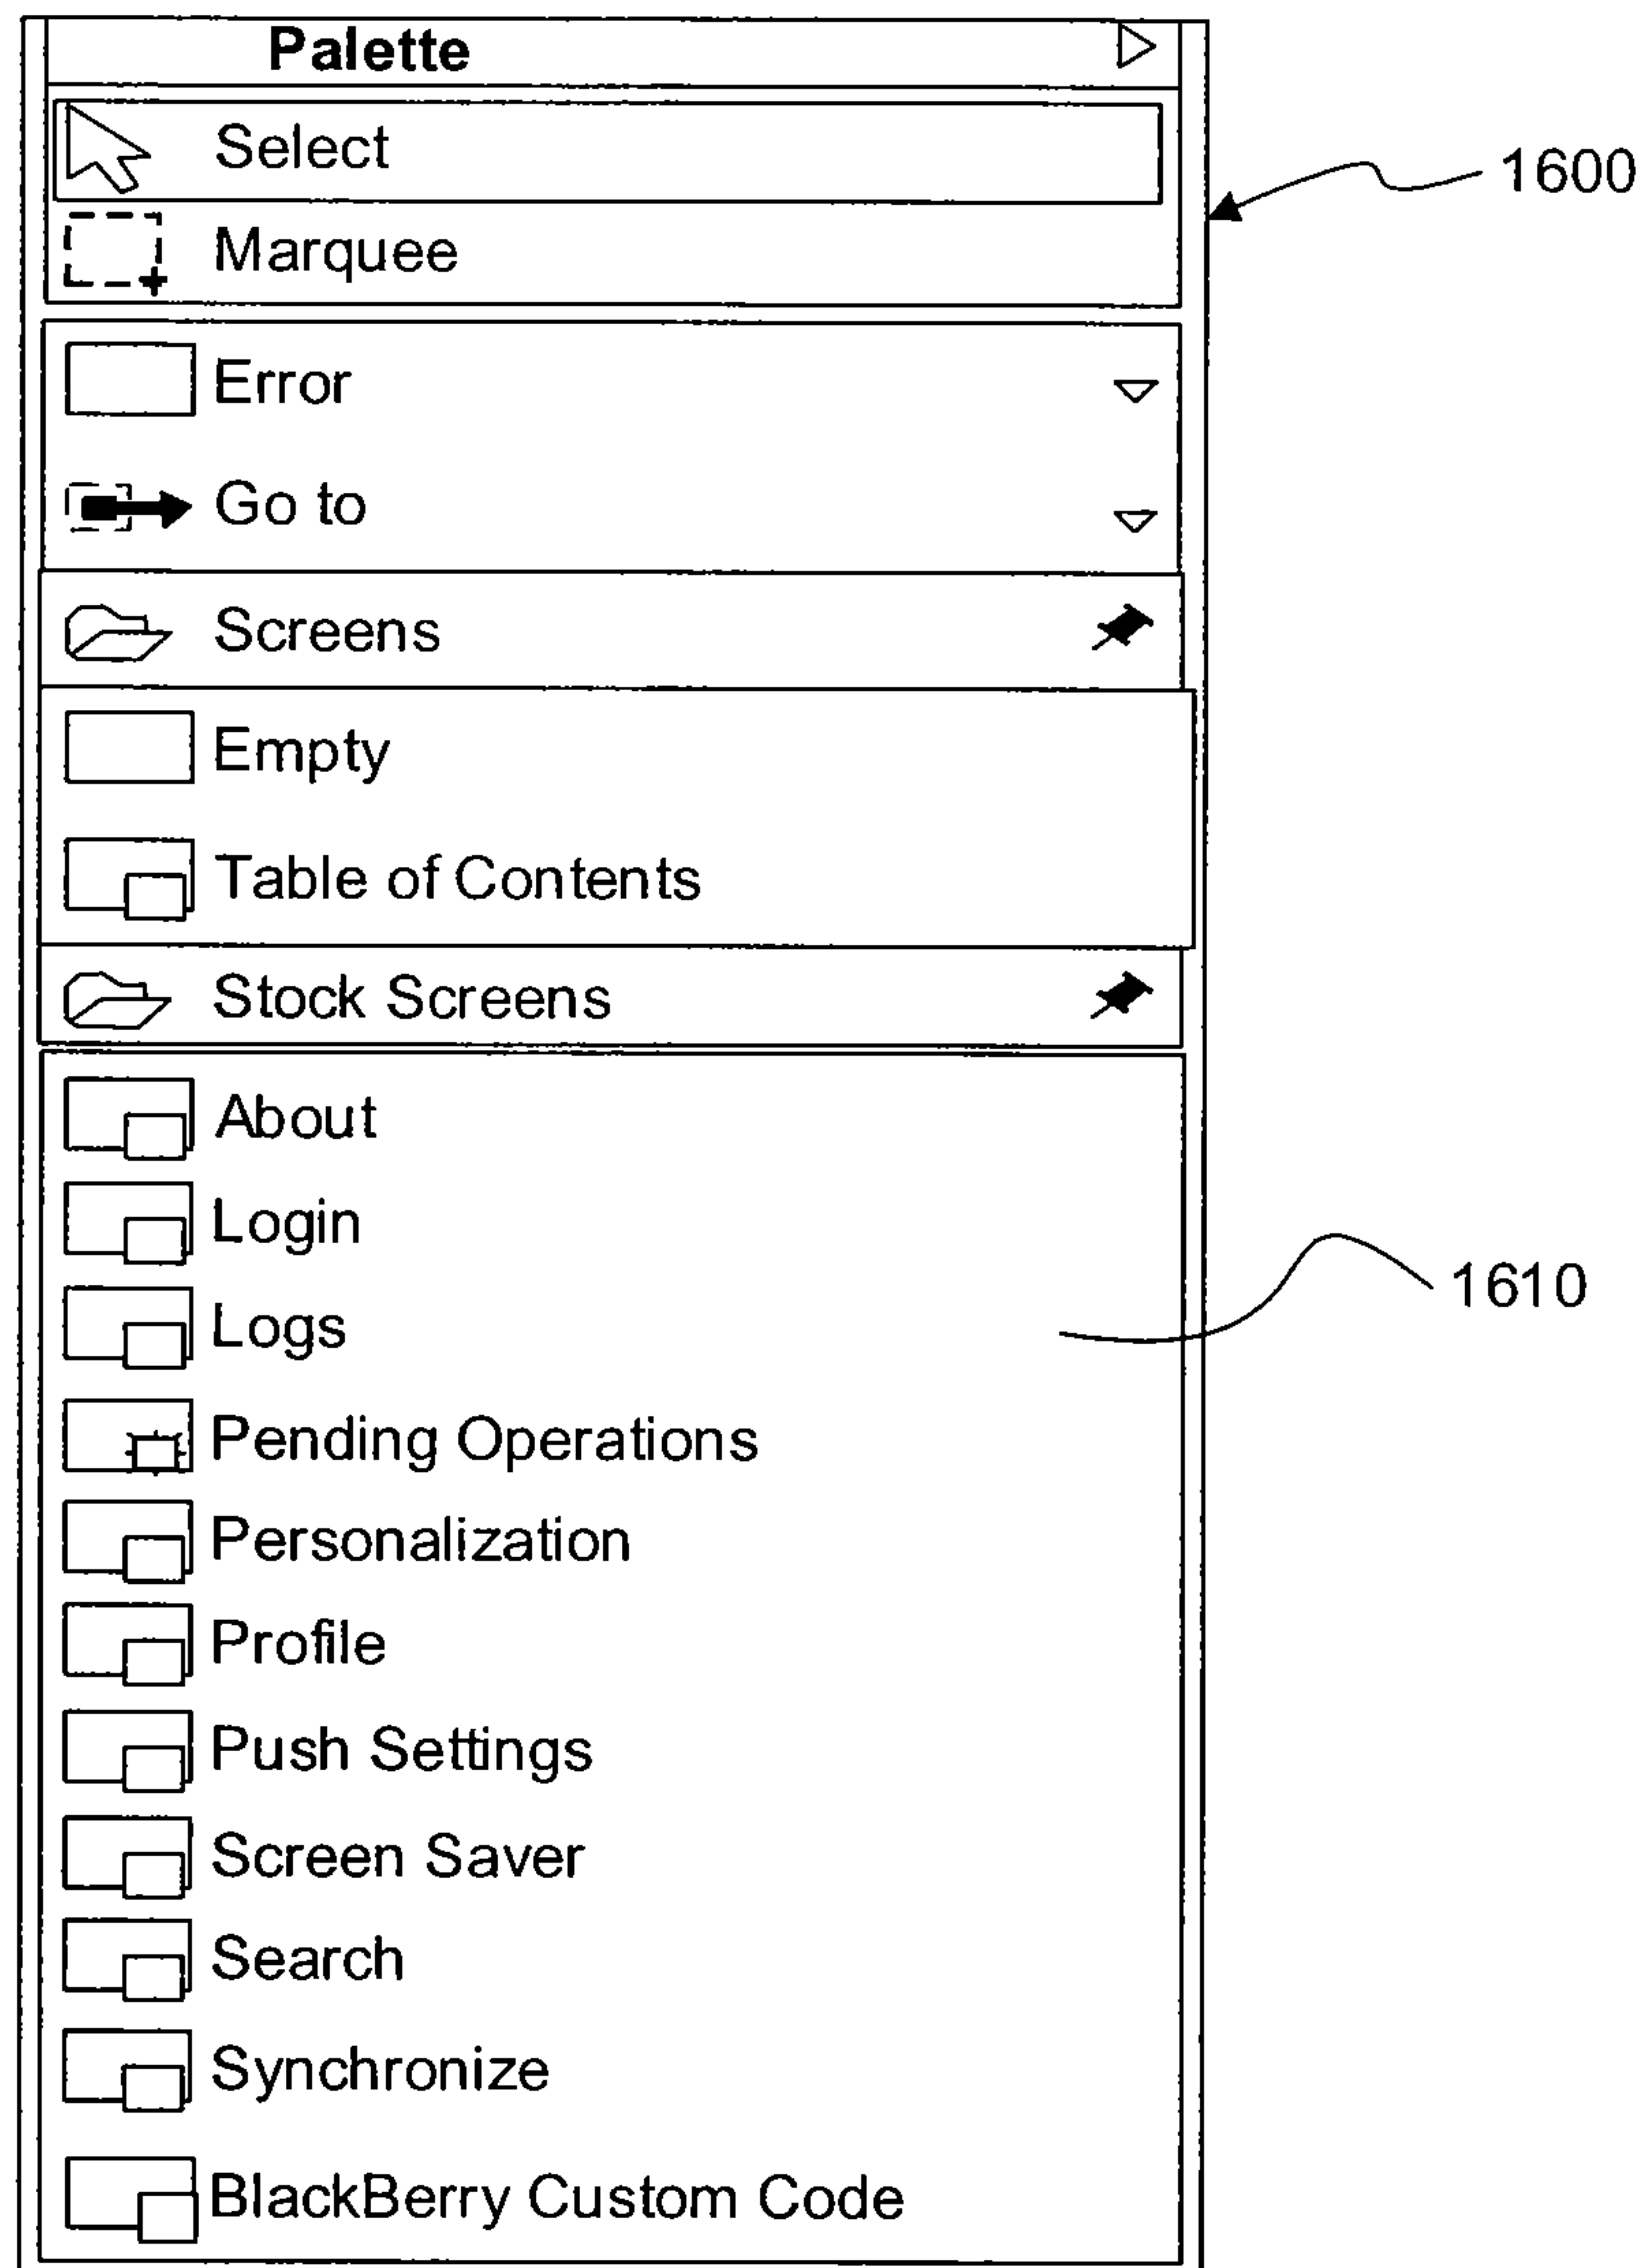 Palette
Select
1600
Marquee
Error
Go to
Screens
Empty
Table of Contents
Stock Screens
About
Login
1610
Logs
Pending Operations
Personalization
Profile
Push Settings
Screen Saver
Search
Synchronize
BlackBerry Custom Code